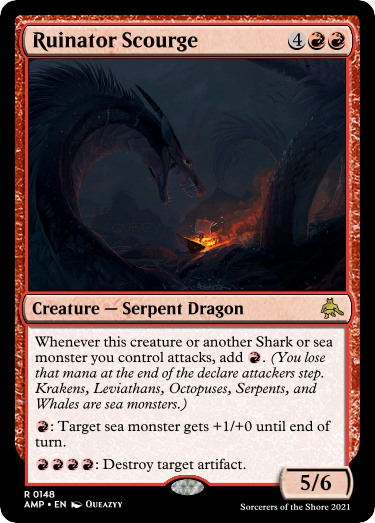 Ruinator Scourge 4
Creature — Serpent Dragon
Whenever this creature or another Shark or sea
monster you control attacks, add . (You lose
that mana at the end of the declare attackers step.
Krakens, Leviathans, Octopuses, Serpents, and
Whales are sea monsters.)
: Target sea monster gets +1/+0 until end of
turn.
: Destroy target artifact.
5/6
R 0148
AMP • EN Queazyy
Sorcerers of the Shore 2021